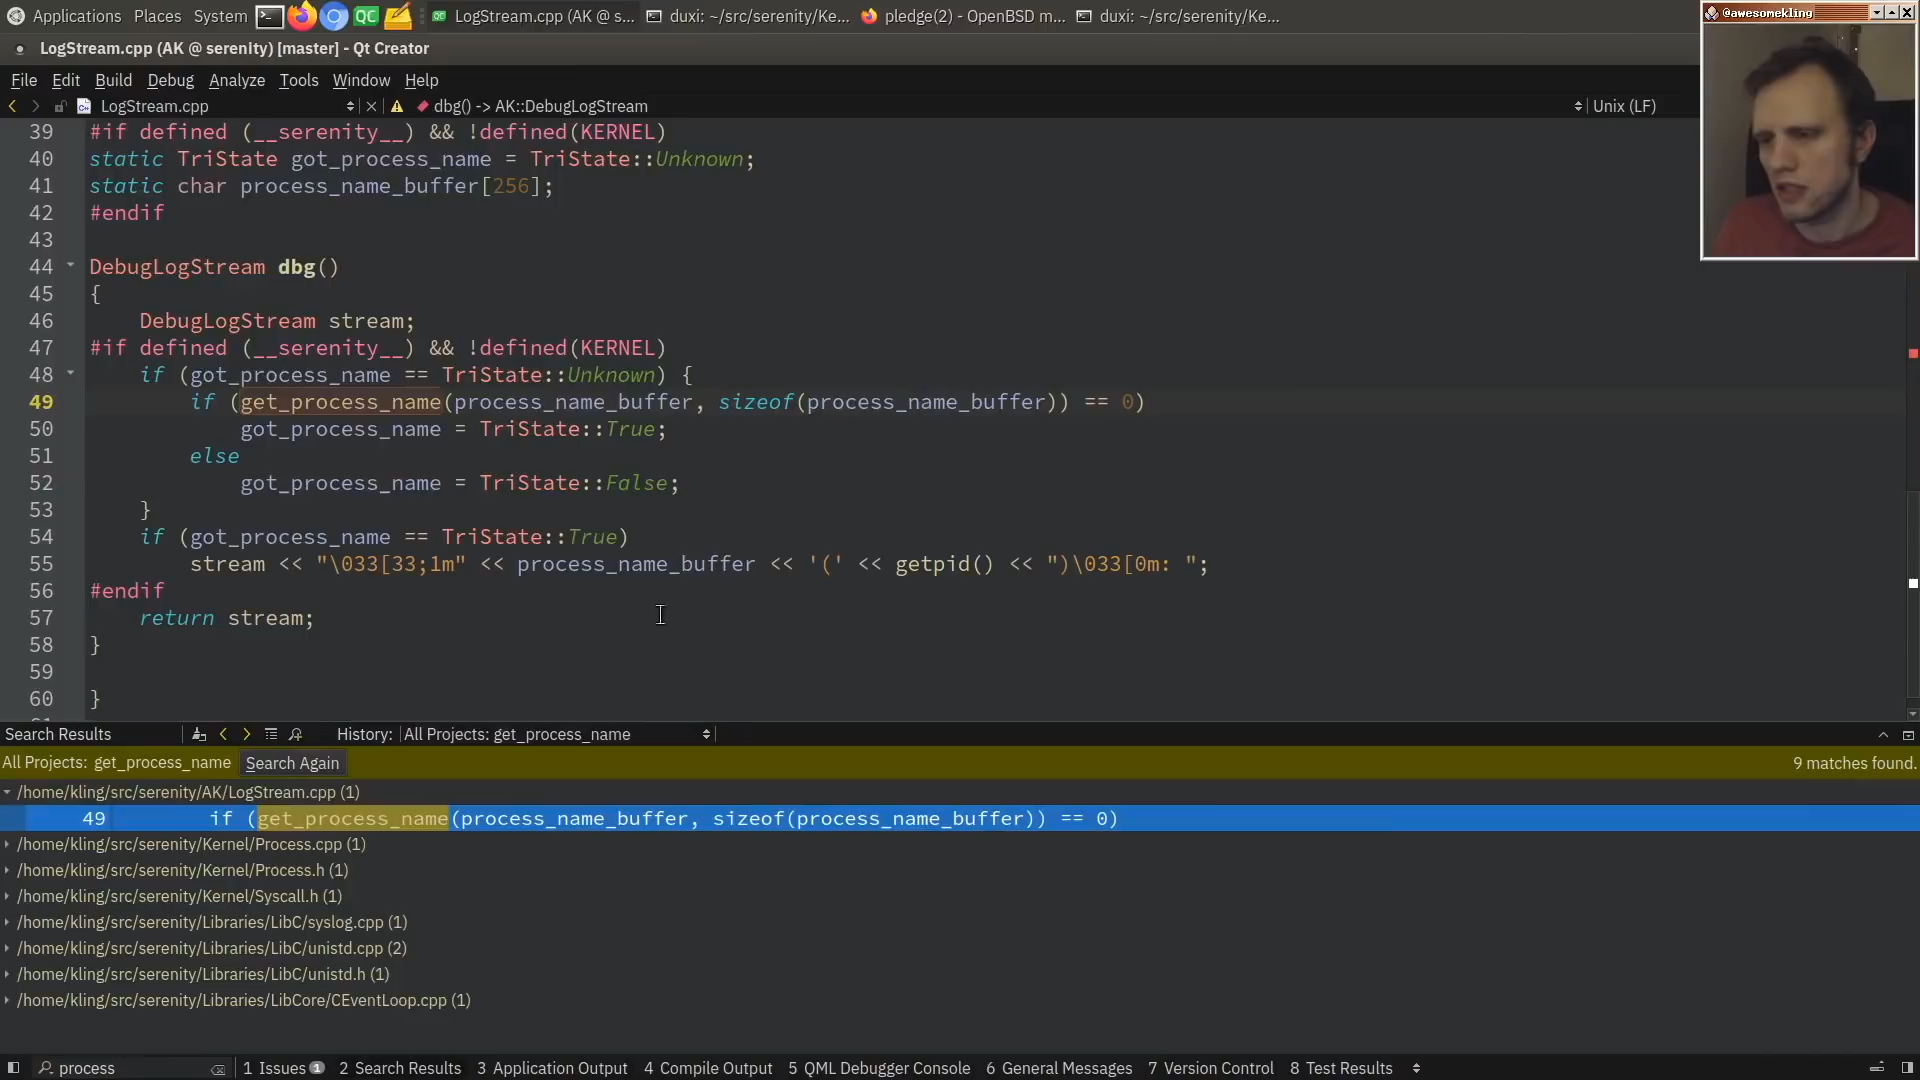 Applications Places System LogStream.cpp (AK @ s... duxi: ~/src/serenity/Ke... pledge(2) - OpenBSD m... duxi: ~/src/serenity/Ke...
@awesomekling
LogStream.cpp (AK @ serenity) [master] - Qt Creator
File Edit Build Debug Analyze Tools Window Help
LogStream.cpp dbg() -> AK::DebugLogStream Unix (LF)
39 #if defined (__serenity__) && !defined(KERNEL)
40 static TriState got_process_name = TriState::Unknown;
41 static char process_name_buffer[256];
42 #endif
43
44 DebugLogStream dbg()
45 {
46     DebugLogStream stream;
47 #if defined (__serenity__) && !defined(KERNEL)
48     if (got_process_name == TriState::Unknown) {
49         if (get_process_name(process_name_buffer, sizeof(process_name_buffer)) == 0)
50             got_process_name = TriState::True;
51         else
52             got_process_name = TriState::False;
53     }
54     if (got_process_name == TriState::True)
55         stream << "\033[33;1m" << process_name_buffer << '(' << getpid() << ")\033[0m: ";
56 #endif
57     return stream;
58 }
59
60 }
Search Results History: All Projects: get_process_name
All Projects: get_process_name Search Again 9 matches found.
/home/kling/src/serenity/AK/LogStream.cpp (1)
49 if (get_process_name(process_name_buffer, sizeof(process_name_buffer)) == 0)
/home/kling/src/serenity/Kernel/Process.cpp (1)
/home/kling/src/serenity/Kernel/Process.h (1)
/home/kling/src/serenity/Kernel/Syscall.h (1)
/home/kling/src/serenity/Libraries/LibC/syslog.cpp (1)
/home/kling/src/serenity/Libraries/LibC/unistd.cpp (2)
/home/kling/src/serenity/Libraries/LibC/unistd.h (1)
/home/kling/src/serenity/Libraries/LibCore/CEventLoop.cpp (1)
process 1 Issues 1 2 Search Results 3 Application Output 4 Compile Output 5 QML Debugger Console 6 General Messages 7 Version Control 8 Test Results